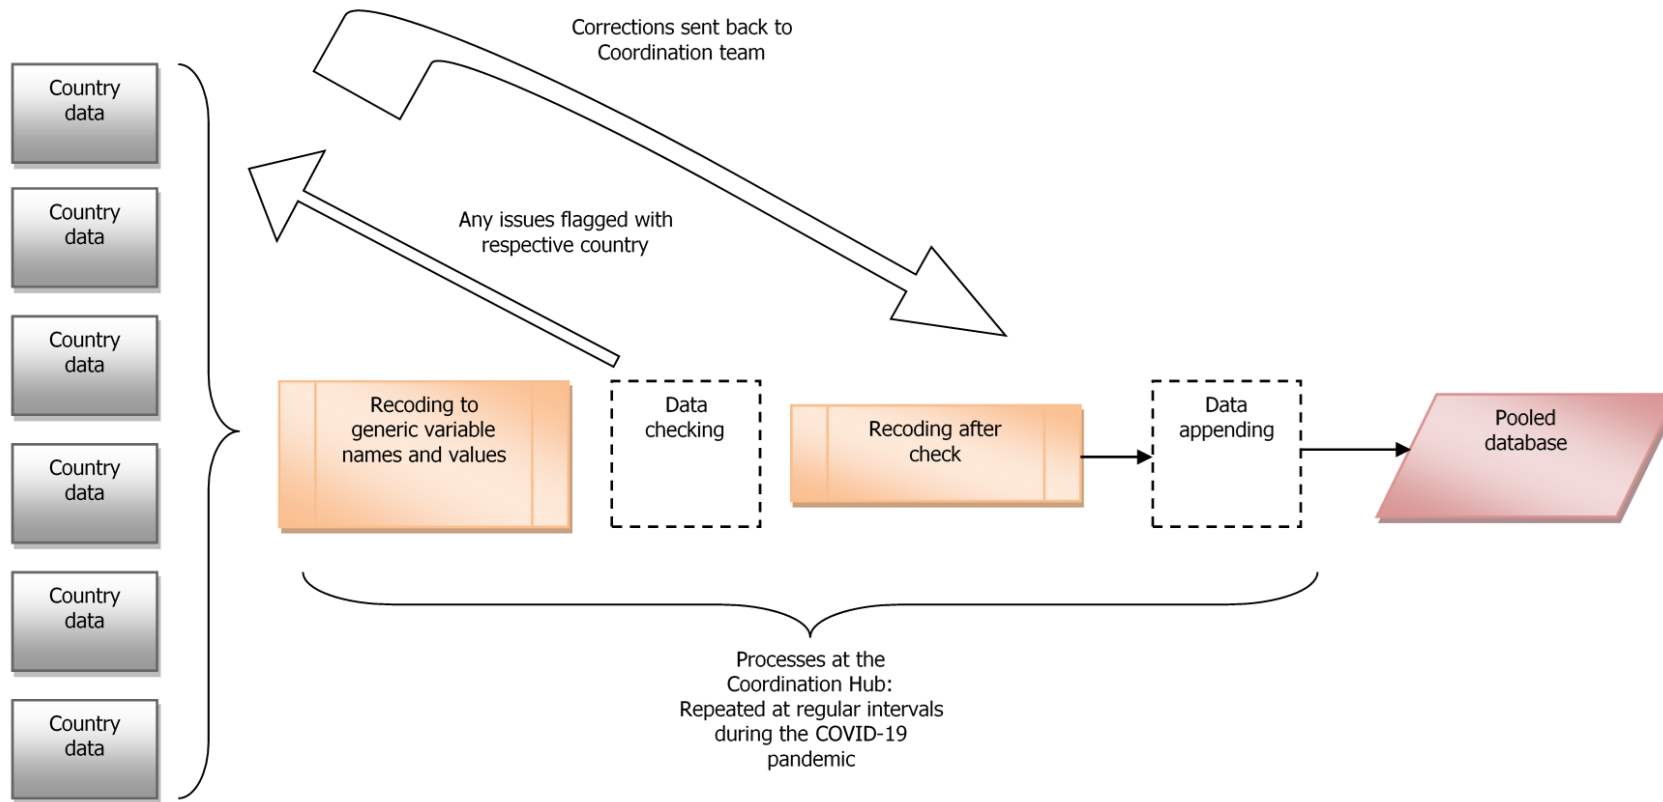 Corrections sent back to
Coordination team
Country
data
Country
data
Any issues flagged with
respective country
Country
data
Recoding to
generic variable
names and values
Data
checking
Recoding after
check
Data
appending
Pooled
database
Country
data
Country
data
Country
data
Processes at the
Coordination Hub:
Repeated at regular intervals
during the COVID-19
pandemic